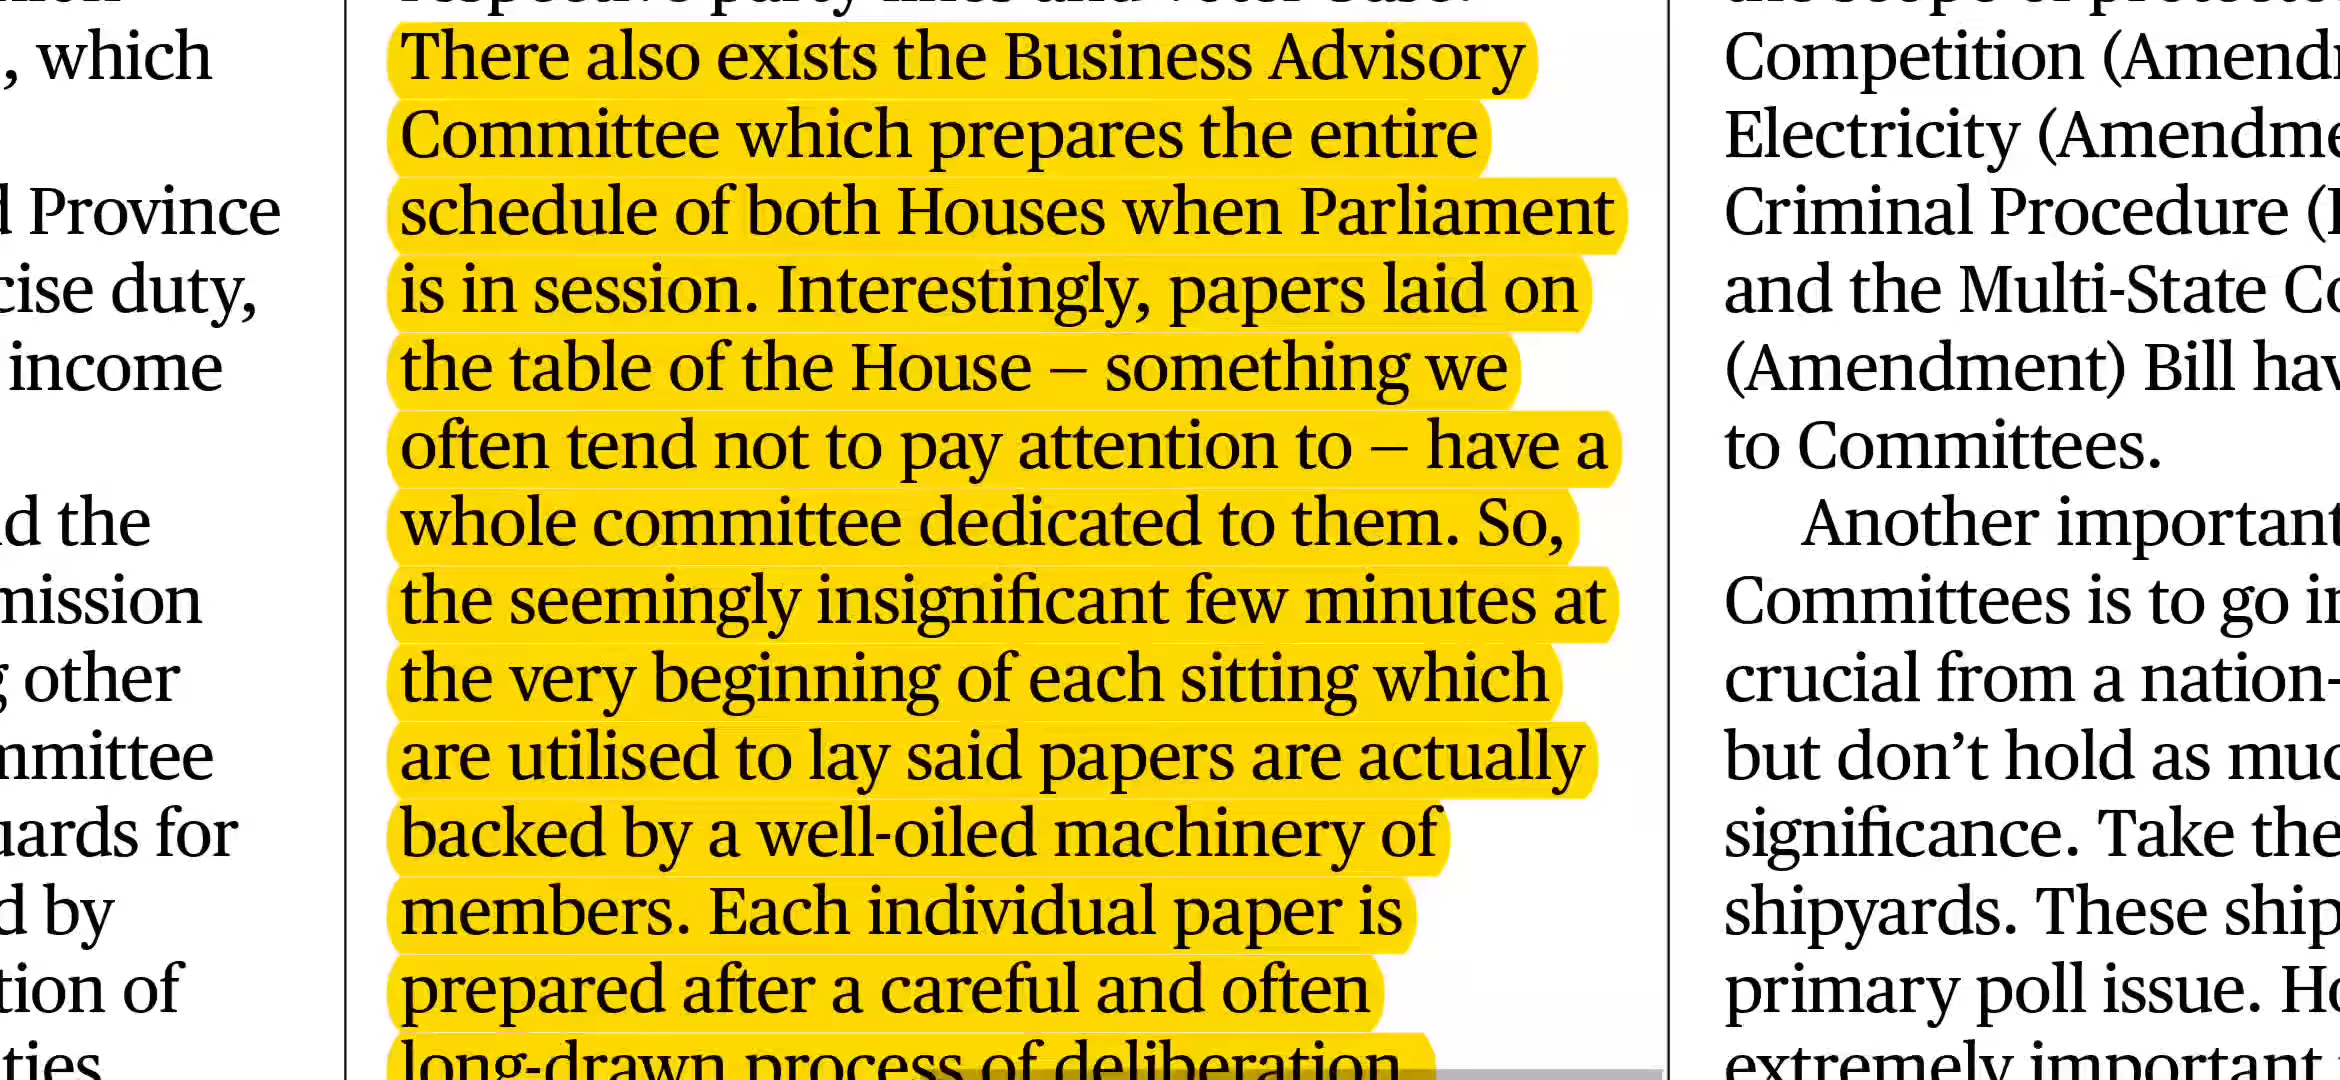 , which
d Province
cise duty,
income
the
other
for
d by
of
There also exists the Business Advisory
Committee which prepares the entire
schedule of both Houses when Parliament
is in session. Interestingly, papers laid on
the table of the House – something we
often tend not to pay attention to – have a
whole committee dedicated to them. So,
the seemingly insignificant few minutes at
the very beginning of each sitting which
are utilised to lay said papers are actually
backed by a well-oiled machinery of
members. Each individual paper is
prepared after a careful and often
long-drawn process of deliberation
Competition (Amend
Electricity (Amendme
Criminal Procedure (
and the Multi-State Co
(Amendment) Bill hav
to Committees.
Another important
Committees is to go in
crucial from a nation-
but don’t hold as muc
significance. Take the
shipyards. These ship
primary poll issue. Ho
extremely important